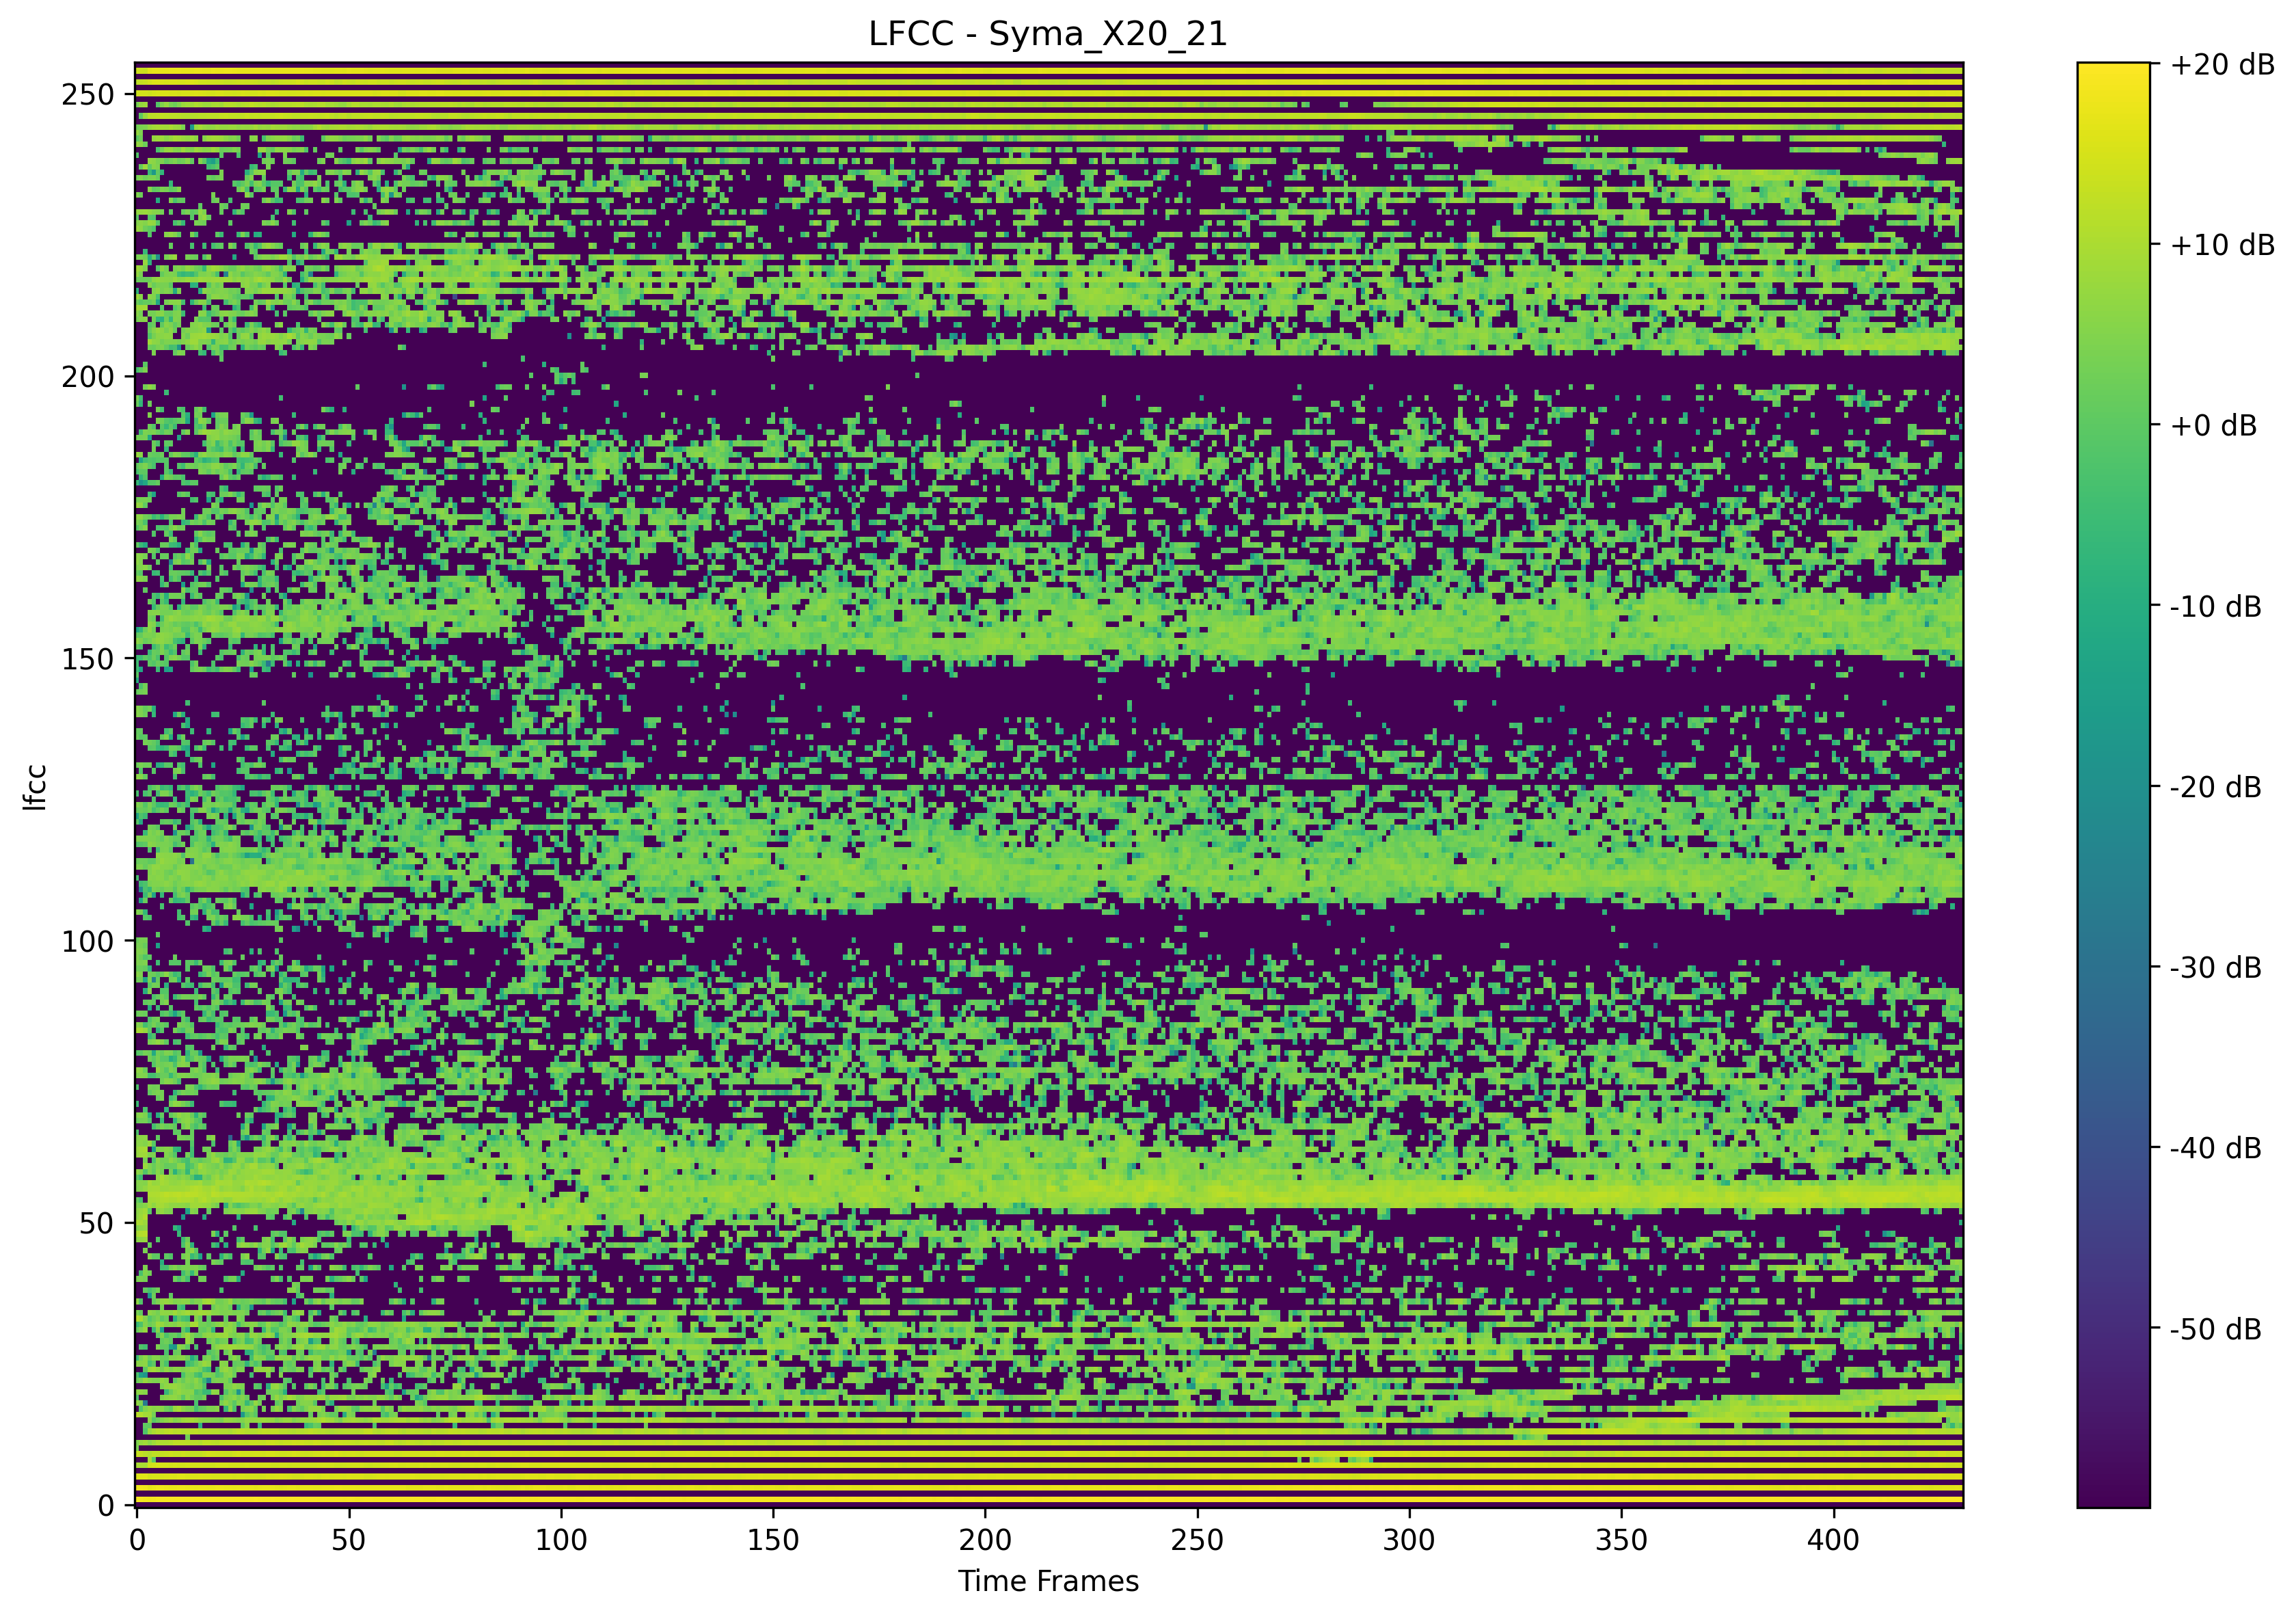 LFCC - Syma_X20_21
lfcc
250
200
150
100
50
0
0 50 100 150 200 250 300 350 400
Time Frames
+20 dB
+10 dB
+0 dB
-10 dB
-20 dB
-30 dB
-40 dB
-50 dB